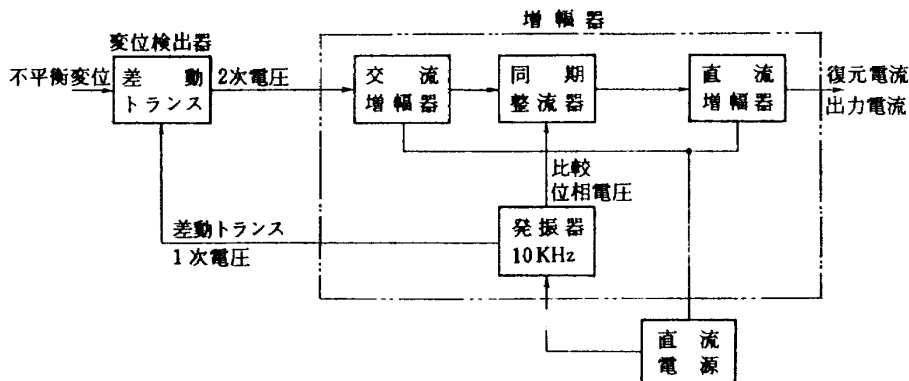 増幅器
変位検出器
不平衡変位
差動
トランス
2次電圧
交流
増幅器
同期
整流器
直流
増幅器
復元電流
出力電流
比較
位相電圧
差動トランス
1次電圧
発振器
10KHz
直流
電源